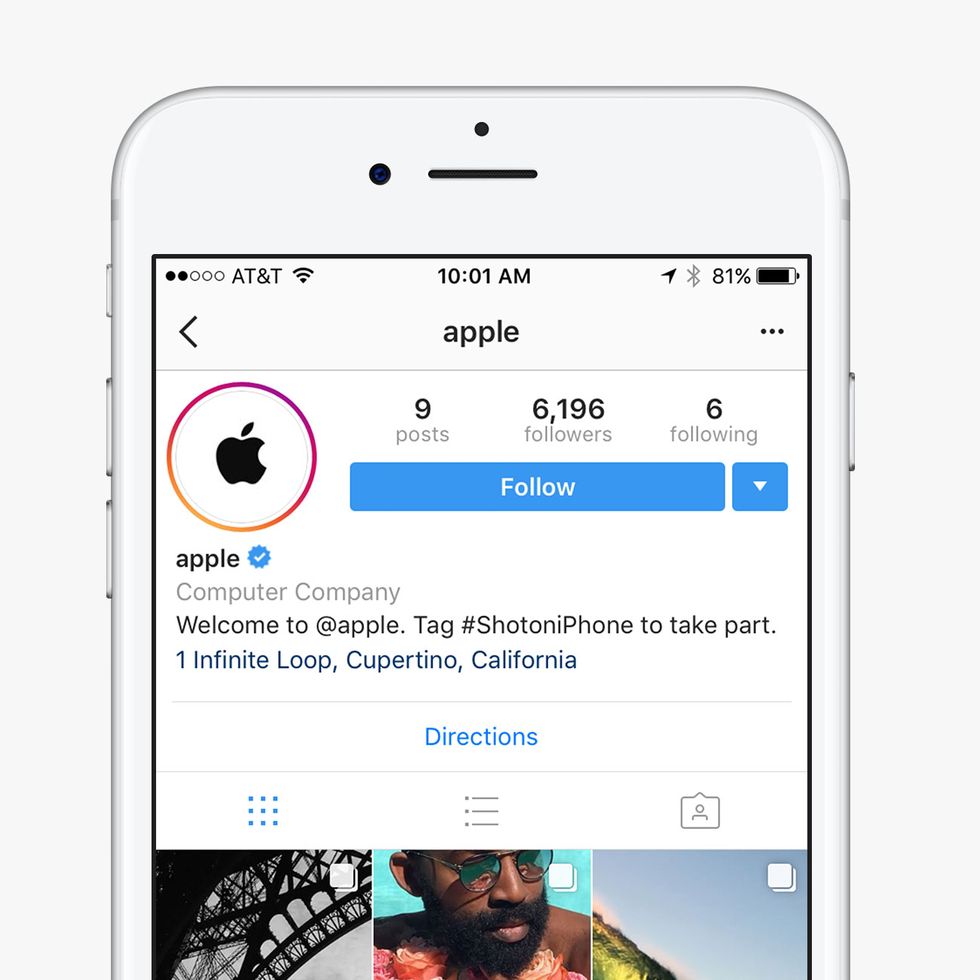 AT&T 10:01 AM 81%
apple
9 6,196 6
posts followers following
Follow
apple
Computer Company
Welcome to @apple. Tag #ShotoniPhone to take part.
1 Infinite Loop, Cupertino, California
Directions